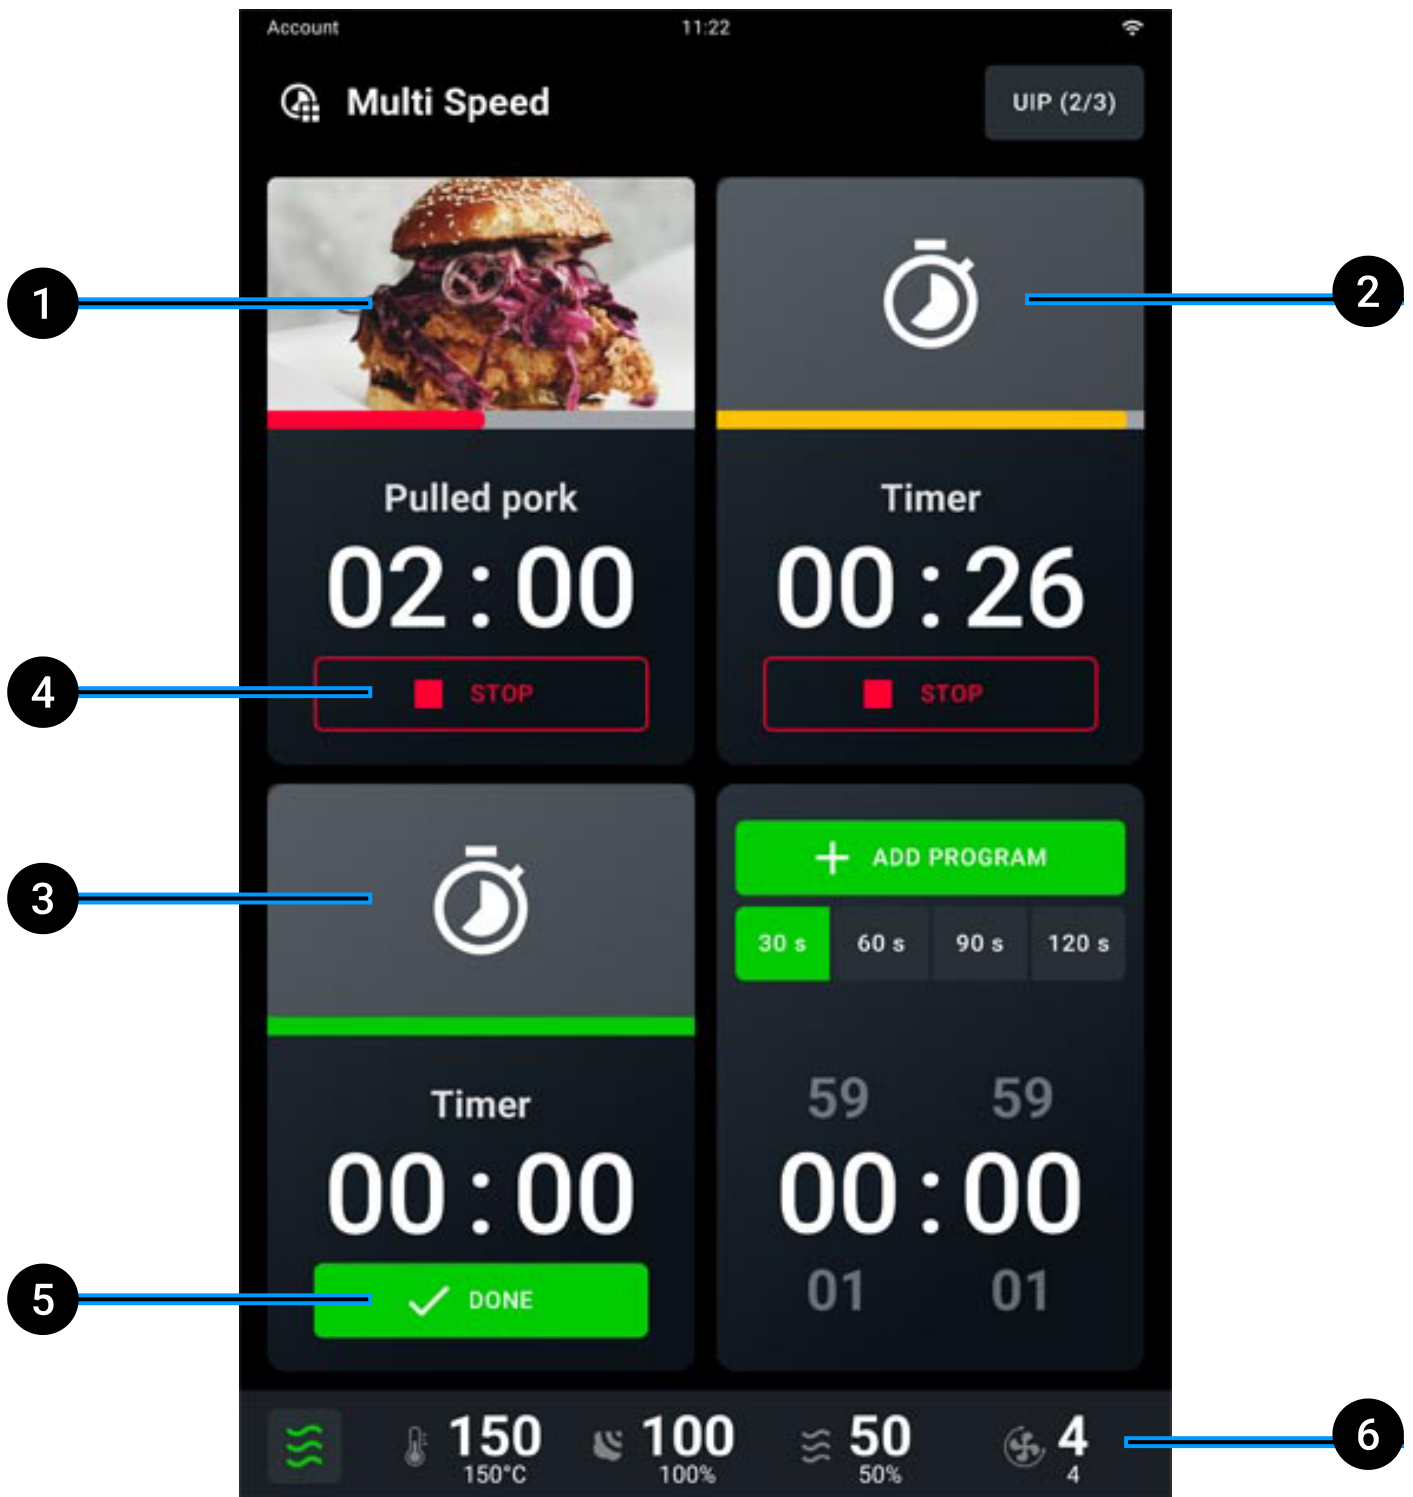 Account
11:22
Multi Speed
UIP (2/3)
1
2
Pulled pork
Timer
02:00
00:26
4
STOP
STOP
3
ADD PROGRAM
30 s
60 s
90 s
120 s
59 59
Timer
00:00
00:00
01 01
5
DONE
150
150°C
100
100%
50
50%
4
4
6